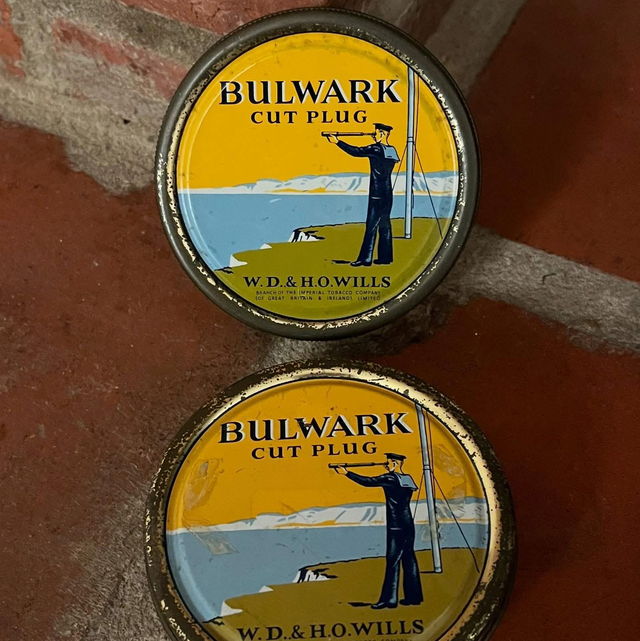 BULWARK
CUT PLUG
W.D.&H.O.WILLS
BRANCH OF THE IMPERIAL TOBACCO COMPANY
(OF GREAT BRITAIN & IRELAND) LIMITED
BULWARK
CUT PLUG
W.D.&H.O.WILLS